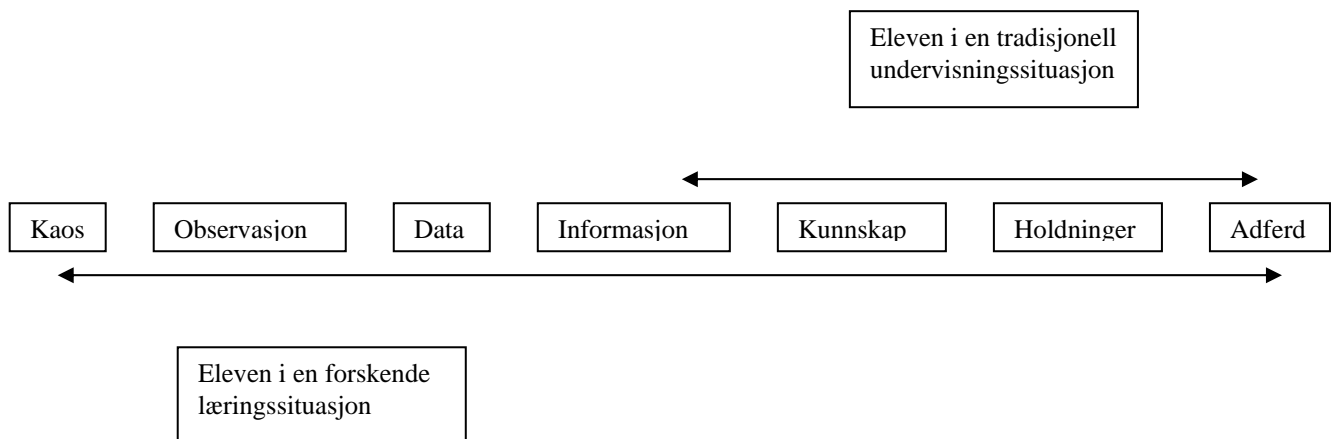 Eleven i en tradisjonell
undervisningssituasjon
Kaos Observasjon Data Informasjon Kunnskap Holdninger Adferd
Eleven i en forskende
læringssituasjon